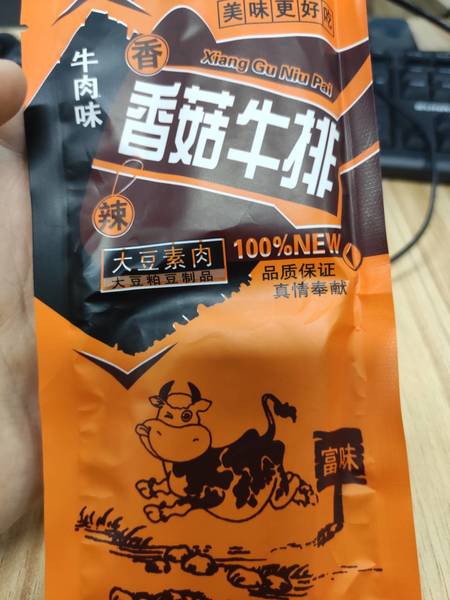 美味更好吃
牛肉味
香
辣
Xiang Gu Niu Pai
香菇牛排
大豆素肉
大豆粕豆制品
100%NEW
品质保证
真情奉献
富味